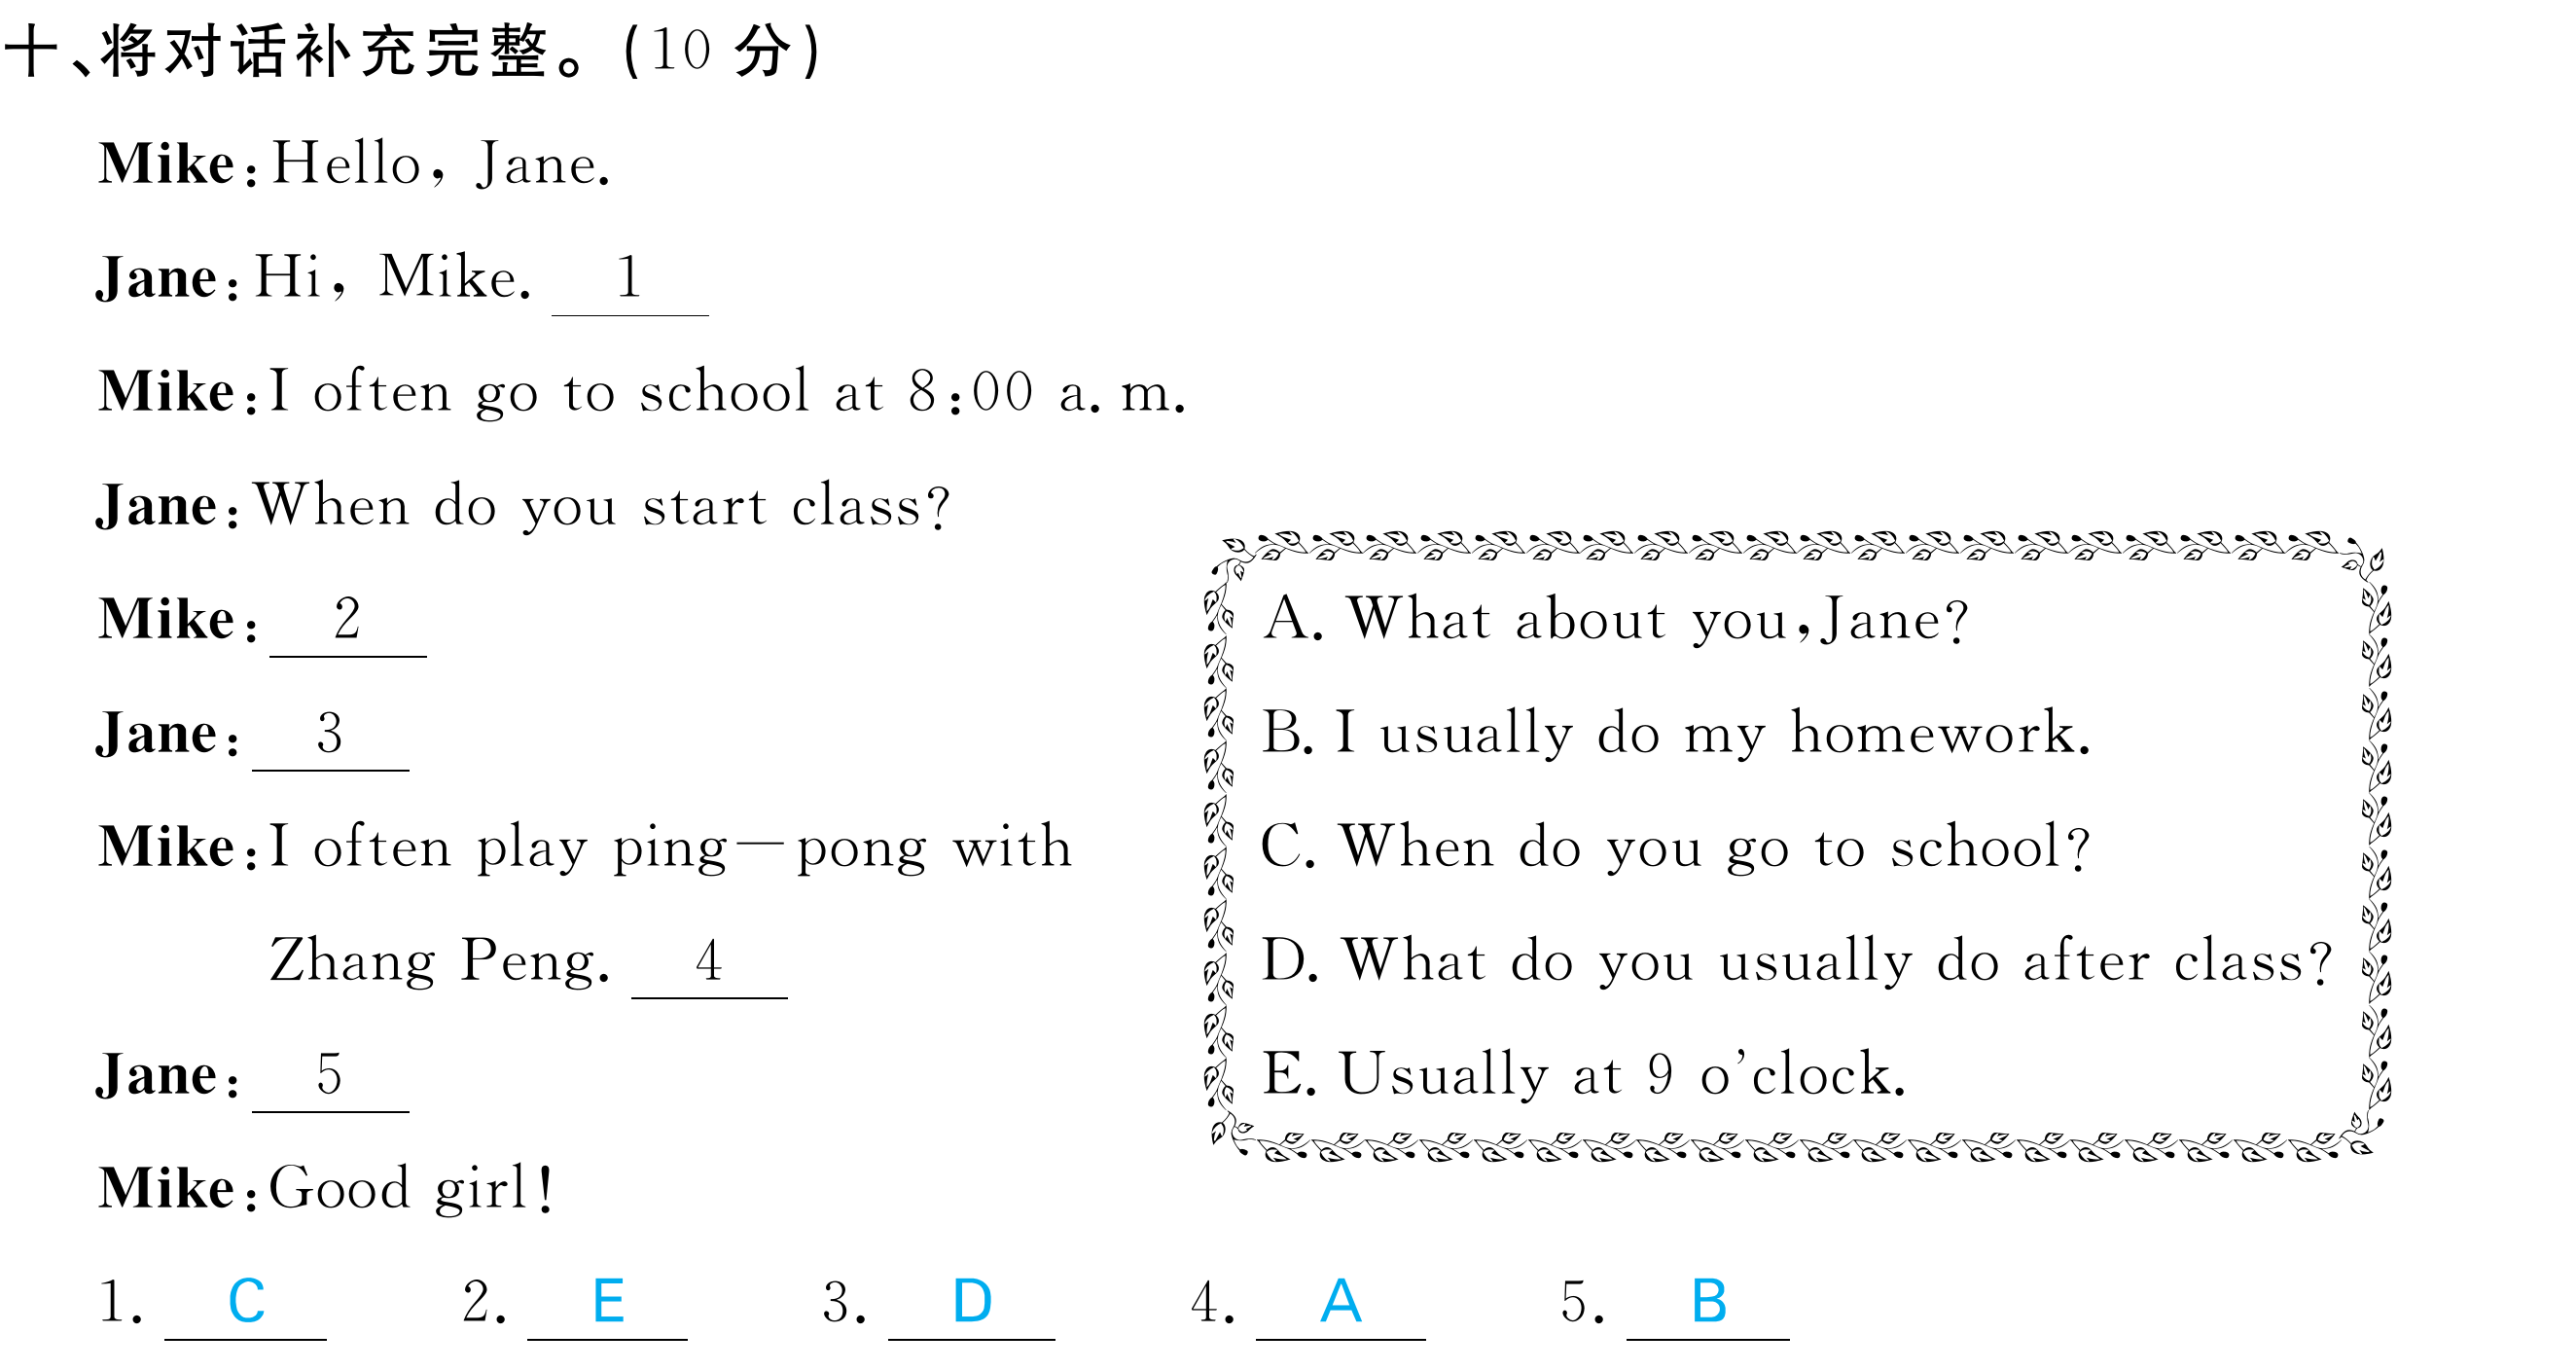 十、将对话补充完整。(10 分)
Mike:Hello, Jane.
Jane:Hi, Mike. 1
Mike:I often go to school at 8:00 a. m.
Jane:When do you start class?
Mike: 2
Jane: 3
Mike:I often play ping—pong with
Zhang Peng. 4
Jane: 5
Mike:Good girl!
A. What about you,Jane?
B. I usually do my homework.
C. When do you go to school?
D. What do you usually do after class?
E. Usually at 9 o'clock.
1. C 2. E 3. D 4. A 5. B